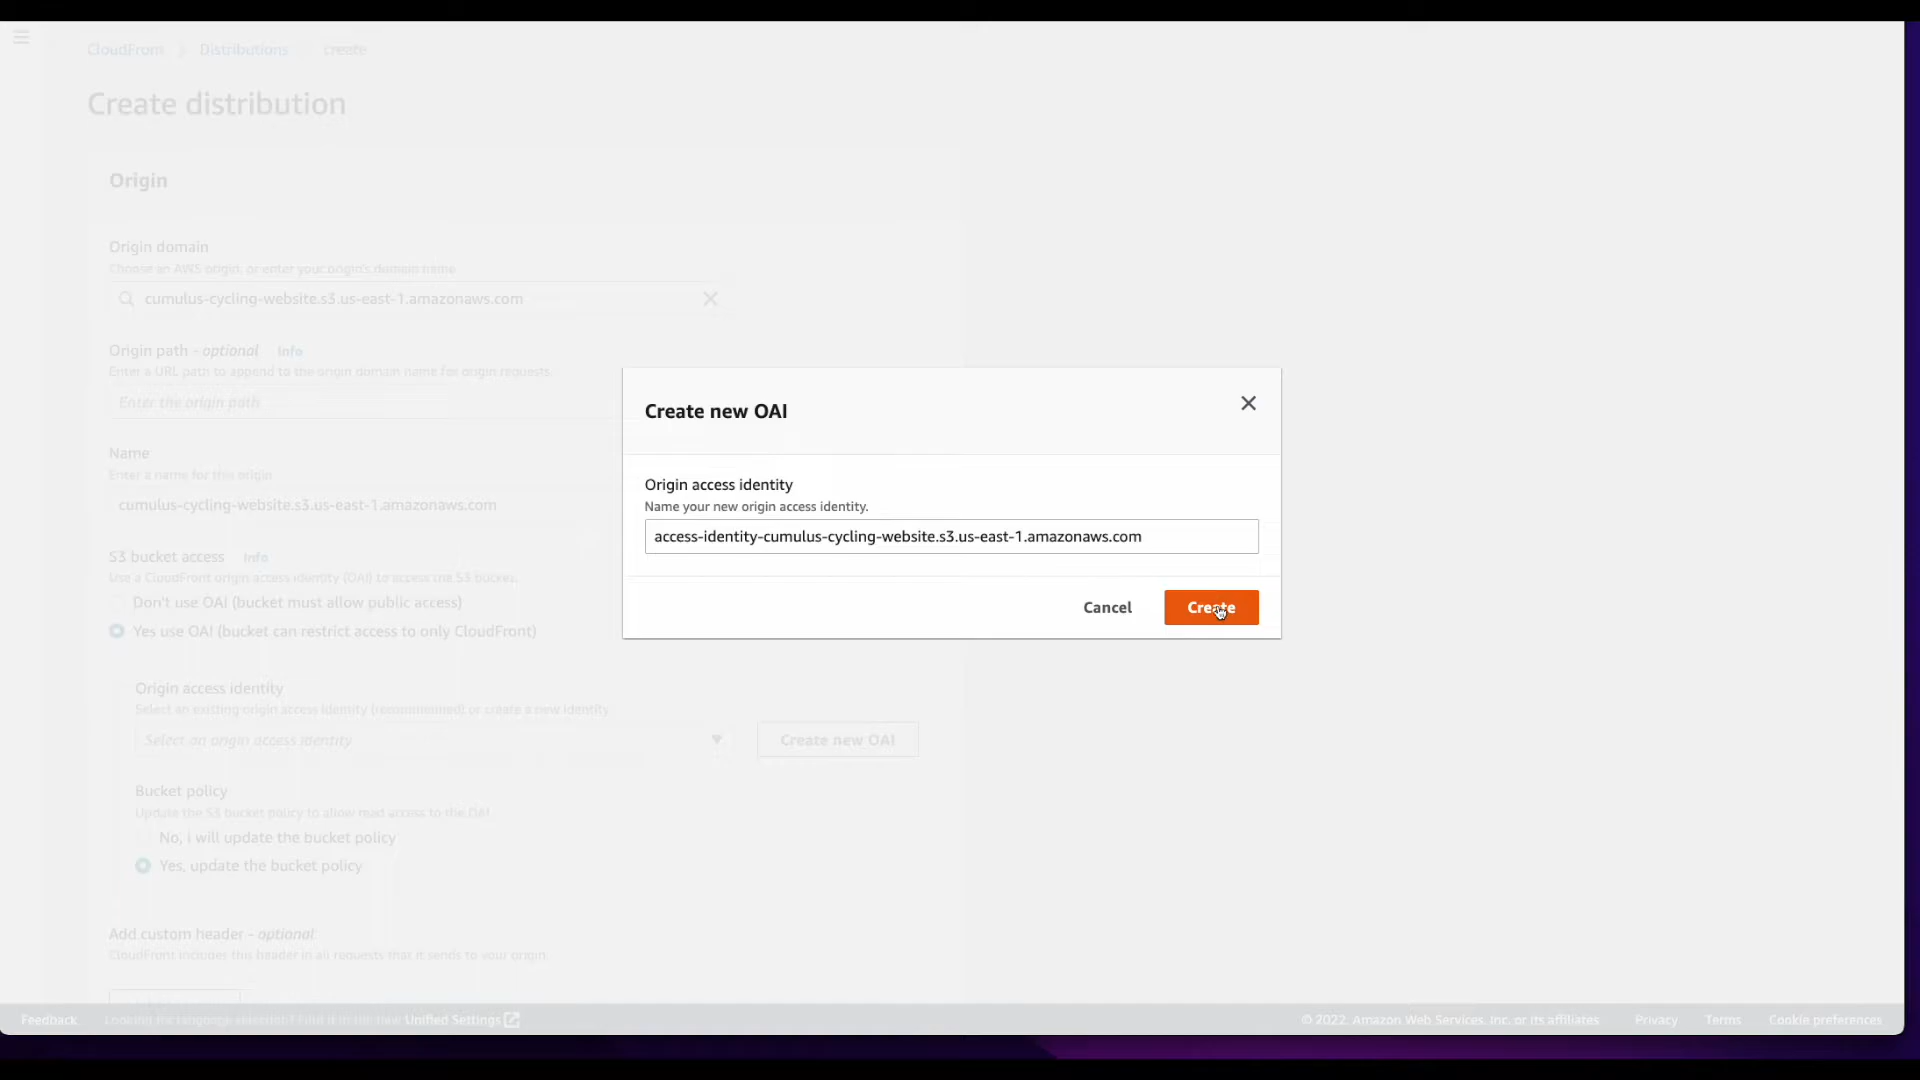 CloudFront
Distributions
Create
Create distribution
Origin
Origin domain
Choose an AWS origin, or enter your origin's domain name
cumulus-cycling-website.s3.us-east-1.amazonaws.com
Origin path - optional Info
Enter a URL path to append to the origin domain name for origin requests.
Enter the origin path
Name
Enter a name for this origin
cumulus-cycling-website.s3.us-east-1.amazonaws.com
S3 bucket access Info
Use a CloudFront origin access identity (OAI) to access the S3 bucket.
Don't use OAI (bucket must allow public access)
Yes use OAI (bucket can restrict access to only CloudFront)
Origin access identity
Select an existing origin access identity (recommended) or create a new identity
Select an origin access identity
Create new OAI
Bucket policy
Update the S3 bucket policy to allow read access to the OAI
No, I will update the bucket policy
Yes, update the bucket policy
Add custom header - optional
CloudFront includes this header in all requests that it sends to your origin.
Create new OAI
Origin access identity
Name your new origin access identity.
access-identity-cumulus-cycling-website.s3.us-east-1.amazonaws.com
Cancel
Create
Feedback
Looking for language selection? Find it in the new Unified Settings
© 2022, Amazon Web Services, Inc. or its affiliates.
Privacy
Terms
Cookie preferences